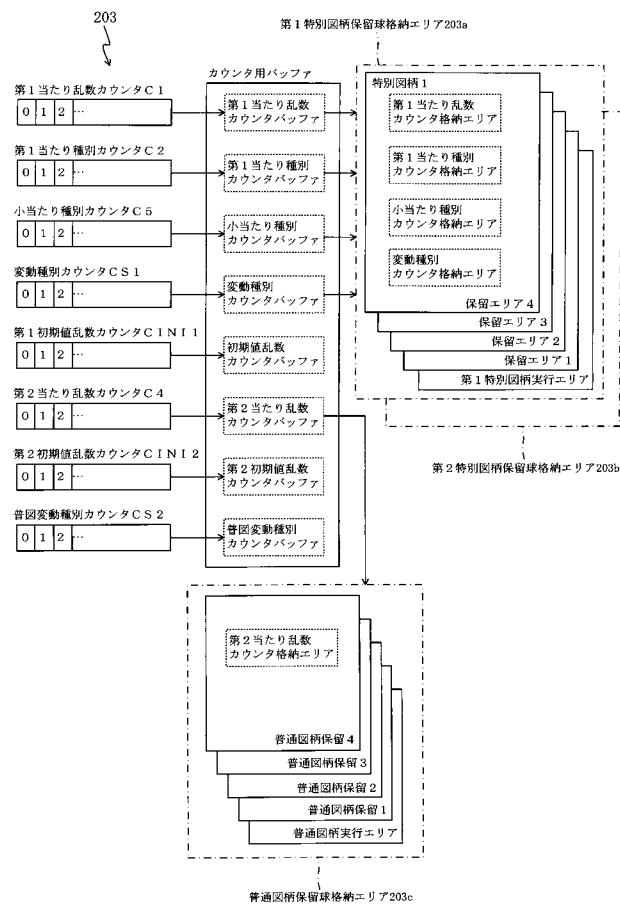 203
第1特別図柄保留球格納エリア203a
カウンタ用バッファ
第1当たり乱数カウンタC1
0 1 2 …
第1当たり種別カウンタC2
0 1 2 …
小当たり種別カウンタC5
0 1 2 …
変動種別カウンタCS1
0 1 2 …
第1初期値乱数カウンタCINI1
0 1 2 …
第2当たり乱数カウンタC4
0 1 2 …
第2初期値乱数カウンタCINI2
0 1 2 …
普図変動種別カウンタCS2
0 1 2 …
第1当たり乱数
カウンタバッファ
第1当たり種別
カウンタバッファ
小当たり種別
カウンタバッファ
変動種別
カウンタバッファ
初期値乱数
カウンタバッファ
第2当たり乱数
カウンタバッファ
第2初期値乱数
カウンタバッファ
普図変動種別
カウンタバッファ
特別図柄1
第1当たり乱数
カウンタ格納エリア
第1当たり種別
カウンタ格納エリア
小当たり種別
カウンタ格納エリア
変動種別
カウンタ格納エリア
保留エリア4
保留エリア3
保留エリア2
保留エリア1
第1特別図柄実行エリア
第2特別図柄保留球格納エリア203b
第2当たり乱数
カウンタ格納エリア
普通図柄保留4
普通図柄保留3
普通図柄保留2
普通図柄保留1
普通図柄実行エリア
普通図柄保留球格納エリア203c